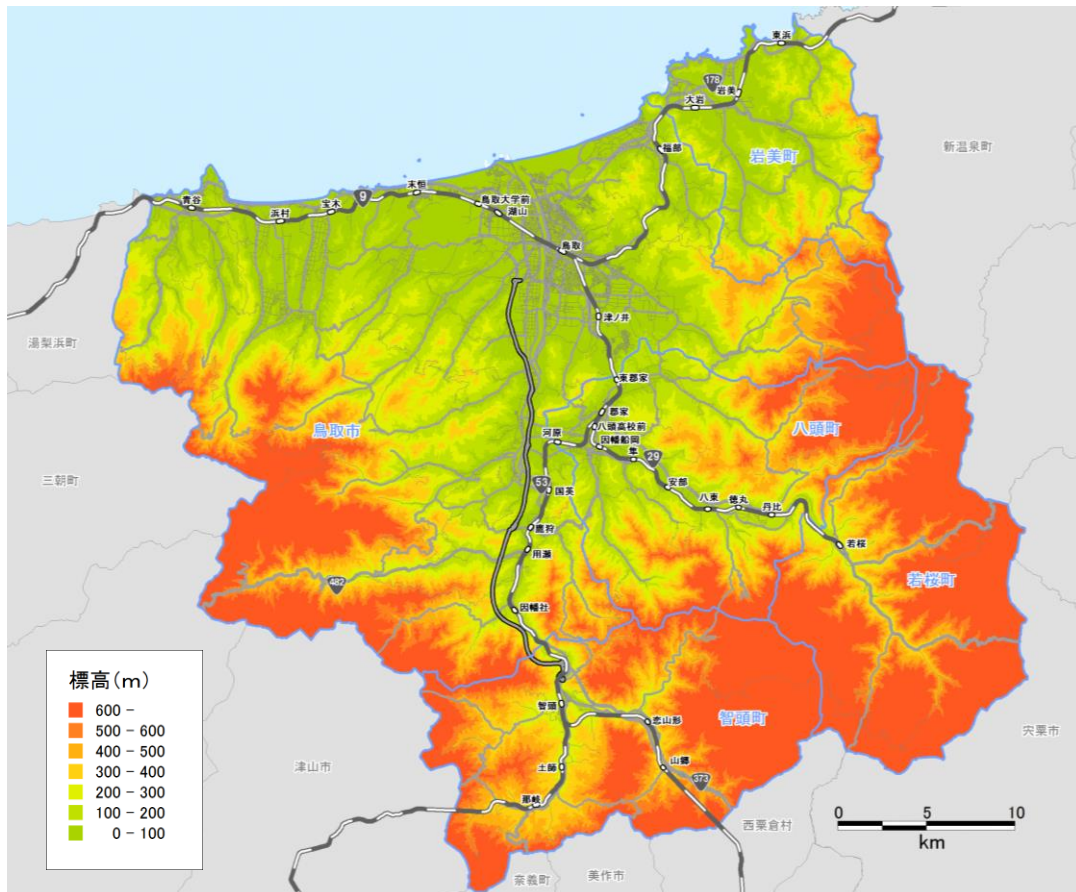 東浜
178
岩美
大岩
福部
岩美町
新温泉町
青谷
浜村
宝木
9
末恒
鳥取大学前
湖山
鳥取
津ノ井
湯梨浜町
東郡家
郡家
八頭高校前
因幡船岡
河原
鳥取市
八頭町
隼
29
安部
八東
徳丸
丹比
若桜
三朝町
53
国英
鷹狩
用瀬
482
因幡社
若桜町
標高(m)
600 -
500 - 600
400 - 500
300 - 400
200 - 300
100 - 200
0 - 100
智頭
恋山形
智頭町
宍粟市
津山市
土師
山郷
373
那岐
西粟倉村
奈義町
美作市
0 5 10
km